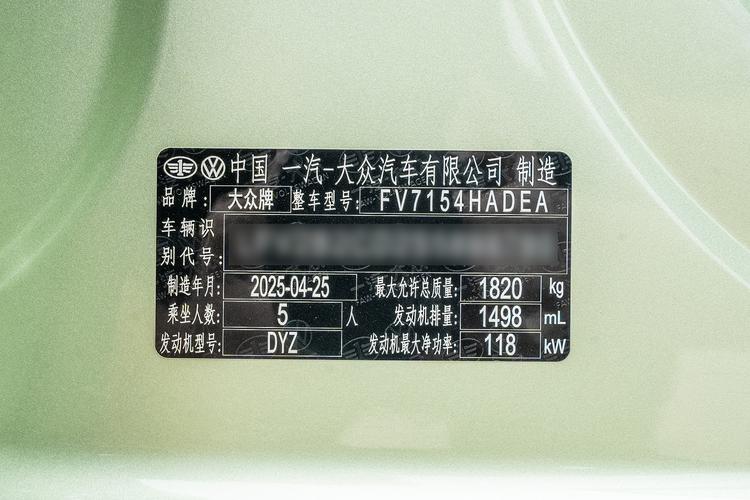 中国 一汽-大众汽车有限公司 制造
品牌: 大众牌 整车型号: FV7154HADEA
车辆识
别代号:
制造年月: 2025-04-25 最大允许总质量: 1820 kg
乘坐人数: 5 人 发动机排量: 1498 mL
发动机型号: DYZ 发动机最大净功率: 118 kW